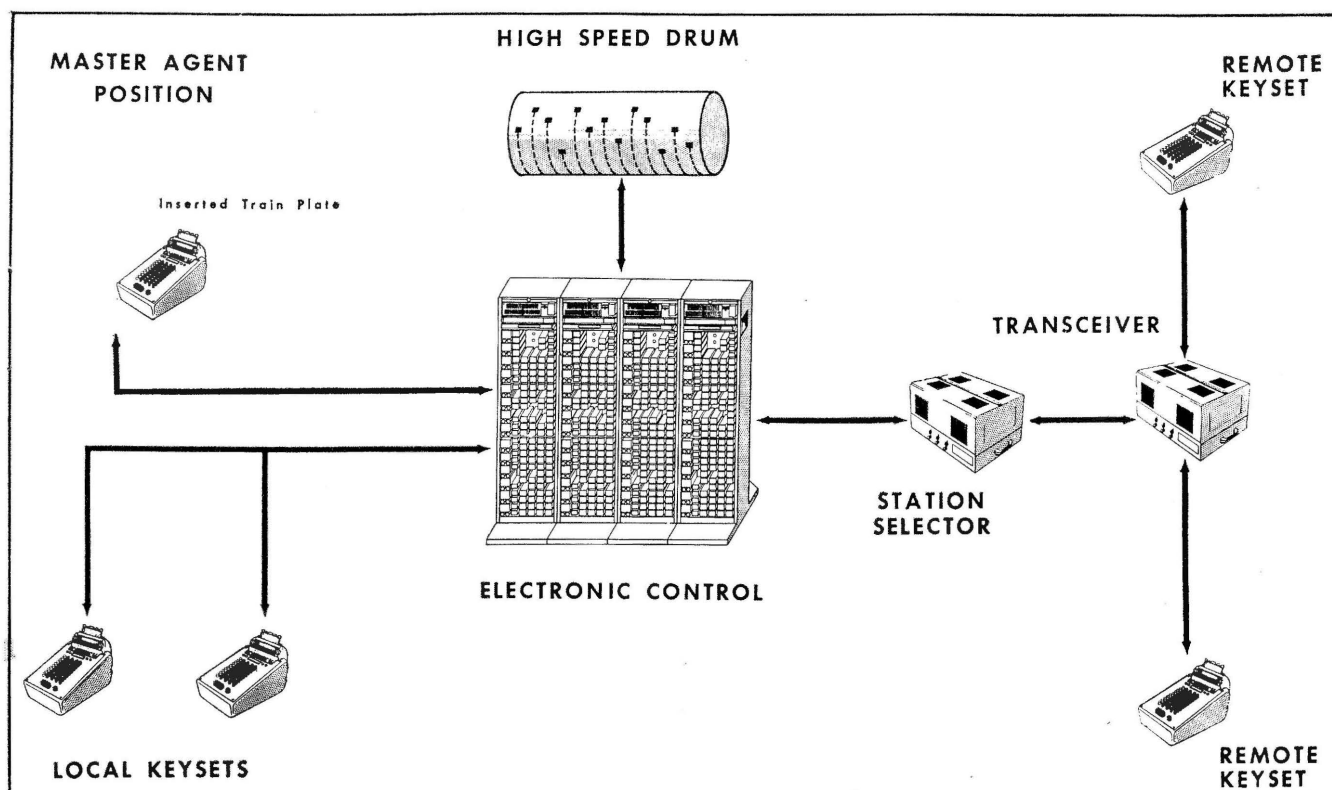 HIGH SPEED DRUM
MASTER AGENT
POSITION
REMOTE
KEYSET
Inserted Train Plate
TRANSCEIVER
STATION
SELECTOR
ELECTRONIC CONTROL
LOCAL KEYSETS
REMOTE
KEYSET